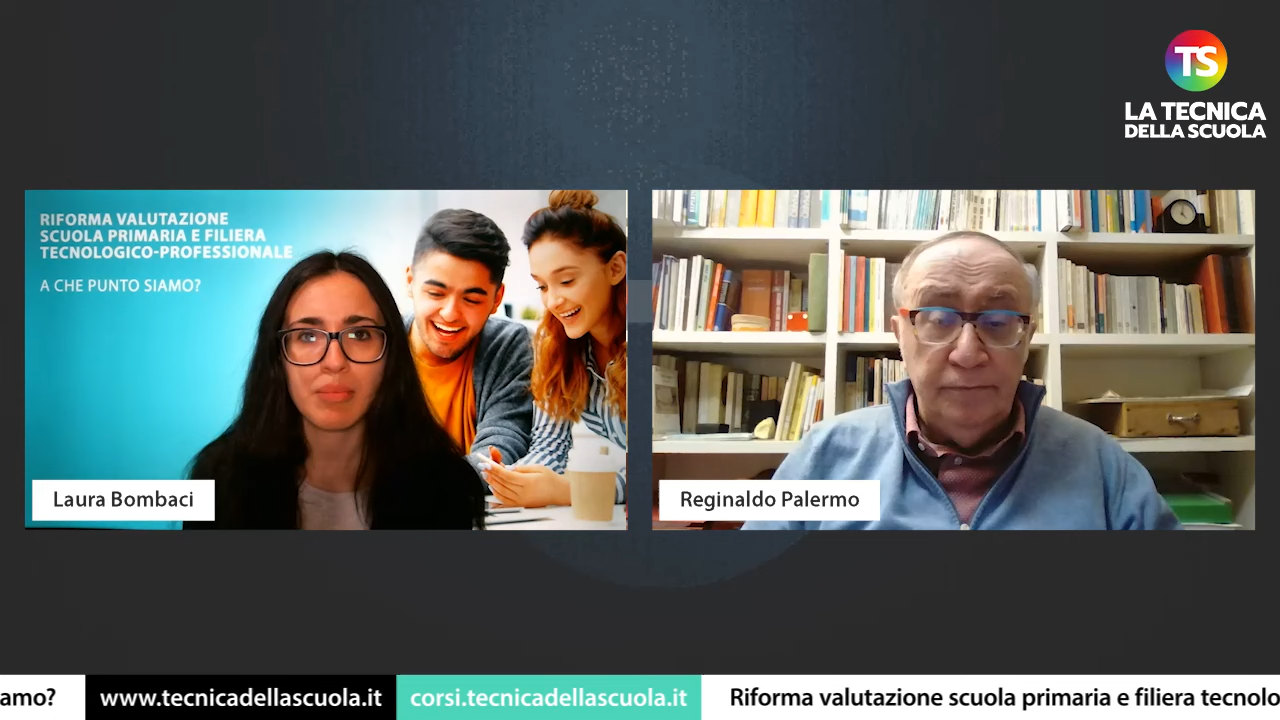 TS
LA TECNICA
DELLA SCUOLA
RIFORMA VALUTAZIONE
SCUOLA PRIMARIA E FILIERA
TECNOLOGICO-PROFESSIONALE
A CHE PUNTO SIAMO?
Laura Bombaci
Reginaldo Palermo
amo? www.tecnicadellascuola.it corsi.tecnicadellascuola.it Riforma valutazione scuola primaria e filiera tecnolo